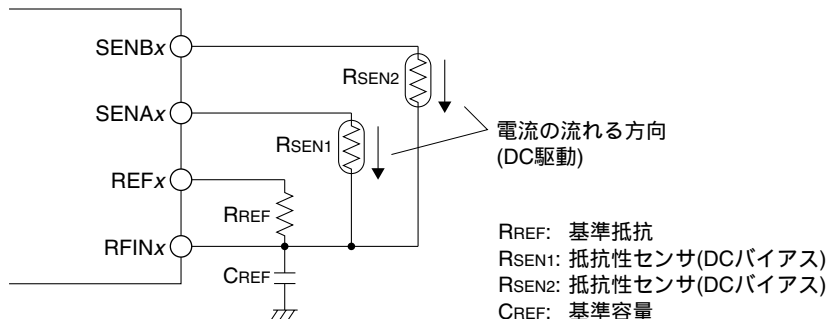 SENBx
RSEN2
SENAx
RSEN1
電流の流れる方向
(DC駆動)
REFx
RREF
RFINx
CREF
RREF: 基準抵抗
RSEN1: 抵抗性センサ(DCバイアス)
RSEN2: 抵抗性センサ(DCバイアス)
CREF: 基準容量